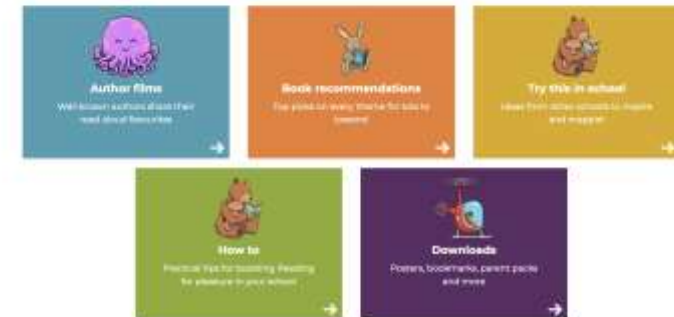 Author films
Well-known authors share their
read aloud favourites
Book recommendations
Top picks on every theme for kids to
Try this in school
Ideas from other schools to inspire
and
How to
Practical tips for boosting Reading
for pleasure in your school
Downloads
Posters, bookmarks, parent packs
and more